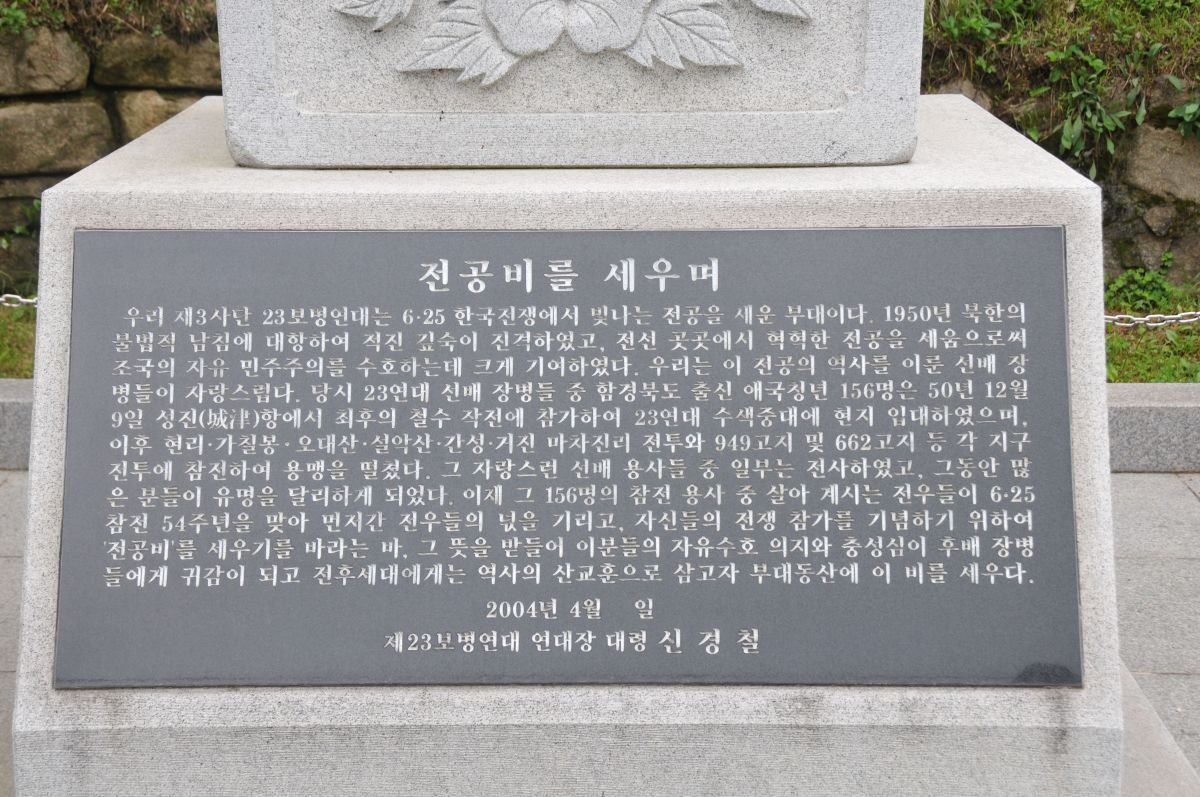 전공비를 세우며
우리 제3사단 23보병연대는 6·25 한국전쟁에서 빛나는 전공을 세운 부대이다. 1950년 북한의
불법적 남침에 대항하여 적진 깊숙이 진격하였고, 전선 곳곳에서 혁혁한 전공을 세움으로써
조국의 자유 민주주의를 수호하는데 크게 기여하였다. 우리는 이 전공의 역사를 이룬 선배 장
병들이 자랑스럽다. 당시 23연대 선배 장병들 중 함경북도 출신 애국청년 156명은 50년 12월
9일 성진(城津)항에서 최후의 철수 작전에 참가하여 23연대 수색중대에 현지 입대하였으며,
이후 현리·가칠봉·오대산·설악산·간성·거진 마차진리 전투와 949고지 및 662고지 등 각 지구
전투에 참전하여 용맹을 떨쳤다. 그 자랑스런 선배 용사들 중 일부는 전사하였고, 그동안 많
은 분들이 유명을 달리하게 되었다. 이제 그 156명의 참전 용사 중 살아 계시는 전우들이 6·25
참전 54주년을 맞아 먼저간 전우들의 넋을 기리고, 자신들의 전쟁 참가를 기념하기 위하여
'전공비'를 세우기를 바라는 바, 그 뜻을 받들어 이분들의 자유수호 의지와 충성심이 후배 장병
들에게 귀감이 되고 전후세대에게는 역사의 산교훈으로 삼고자 부대동산에 이 비를 세우다.
2004년 4월 일
제23보병연대 연대장 대령 신경철